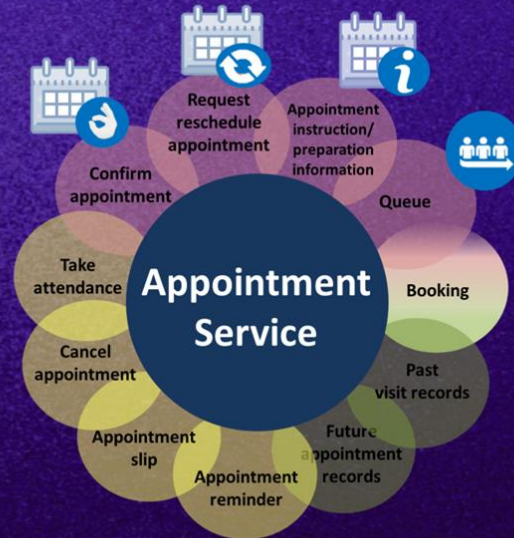 Request
reschedule
appointment
Appointment
instruction/
preparation
information
Queue
Booking
Past
visit records
Future
appointment
records
Appointment
reminder
Appointment
slip
Cancel
appointment
Take
attendance
Confirm
appointment
Appointment
Service